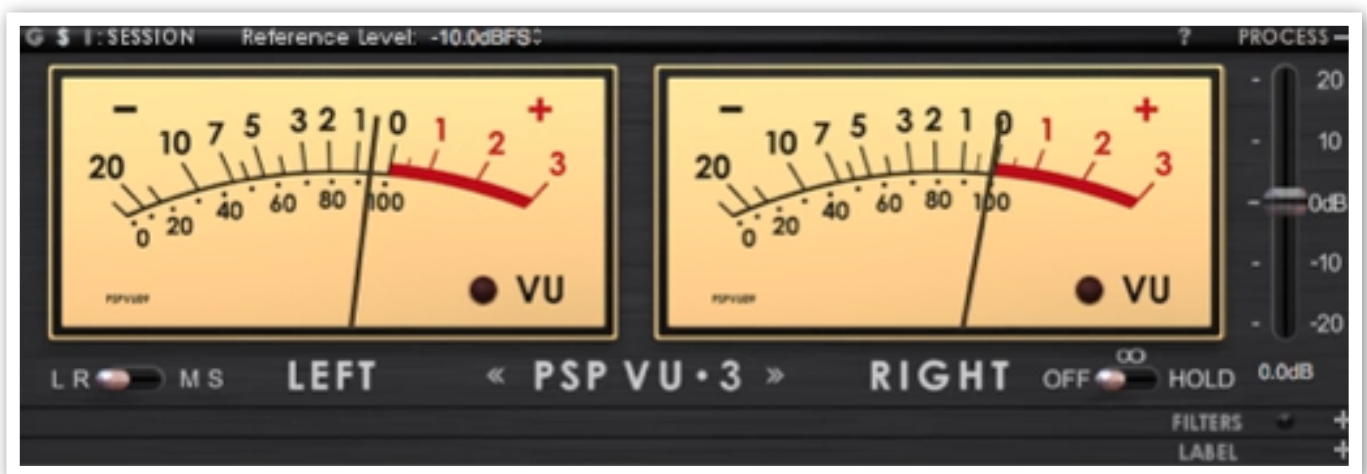 G S I: SESSION Reference Level: -10.0dBFS ? PROCESS −
− +
20 10 7 5 3 2 1 0 1 2 3
0 20 40 60 80 100
PSPVU09 VU
− +
20 10 7 5 3 2 1 0 1 2 3
0 20 40 60 80 100
PSPVU09 VU
- 20
- 10
- 0dB
- -10
- -20
L R M S LEFT « PSP VU·3 » RIGHT OFF ∞ HOLD 0.0dB
FILTERS +
LABEL +